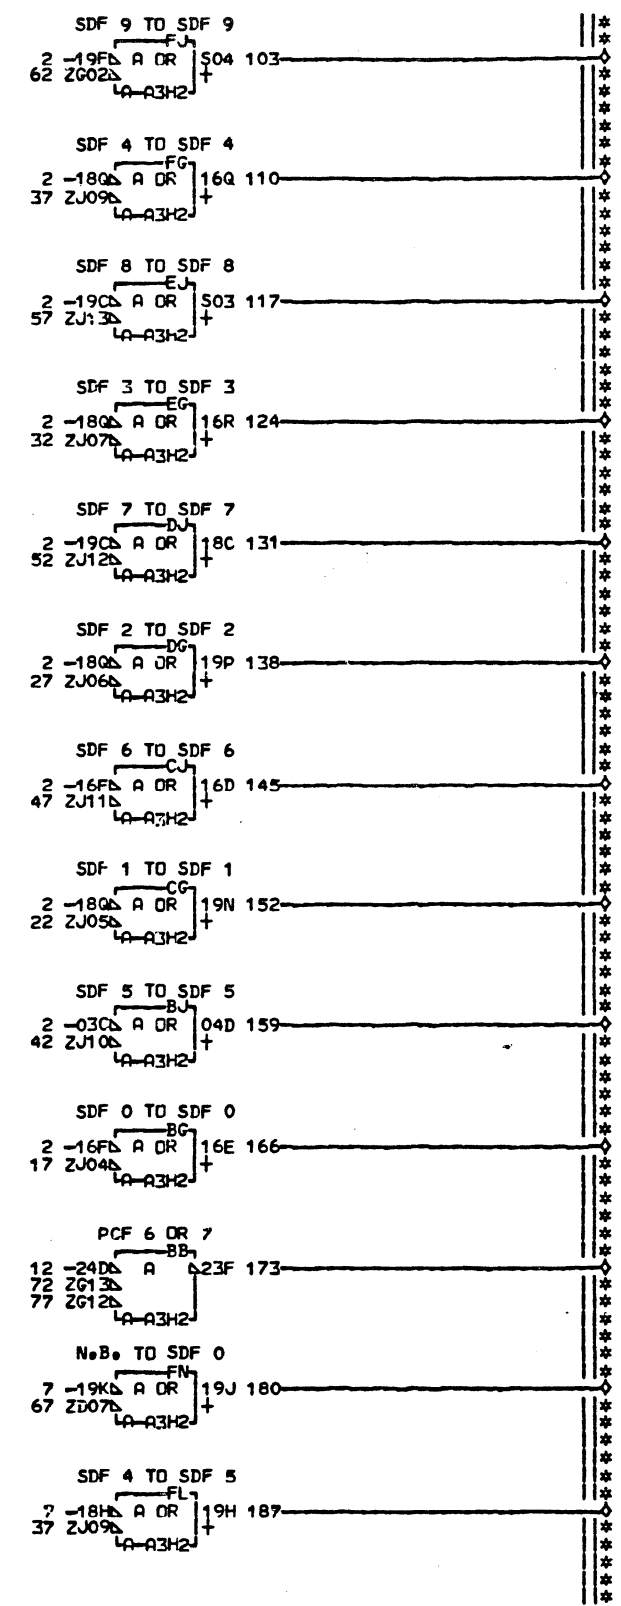 SDF 9 TO SDF 9
FJ
2 -19F A OR S04 103
62 ZG02 +
A-A3H2
SDF 4 TO SDF 4
FG
2 -18Q A OR 16Q 110
37 ZJ09 +
A-A3H2
SDF 8 TO SDF 8
EJ
2 -19C A OR S03 117
57 ZJ13 +
A-A3H2
SDF 3 TO SDF 3
EG
2 -18Q A OR 16R 124
32 ZJ07 +
A-A3H2
SDF 7 TO SDF 7
DJ
2 -19C A OR 18C 131
52 ZJ12 +
A-A3H2
SDF 2 TO SDF 2
DG
2 -18Q A OR 19P 138
27 ZJ06 +
A-A3H2
SDF 6 TO SDF 6
CJ
2 -16F A OR 16D 145
47 ZJ11 +
A-A3H2
SDF 1 TO SDF 1
CG
2 -18Q A OR 19N 152
22 ZJ05 +
A-A3H2
SDF 5 TO SDF 5
BJ
2 -03C A OR 04D 159
42 ZJ10 +
A-A3H2
SDF 0 TO SDF 0
BG
2 -16F A OR 16E 166
17 ZJ04 +
A-A3H2
PCF 6 OR 7
BB
12 -24D A 23F 173
72 ZG13
77 ZG12
A-A3H2
N.B. TO SDF 0
FN
7 -19K A OR 19J 180
67 ZD07 +
A-A3H2
SDF 4 TO SDF 5
FL
7 -18H A OR 19H 187
37 ZJ09 +
A-A3H2